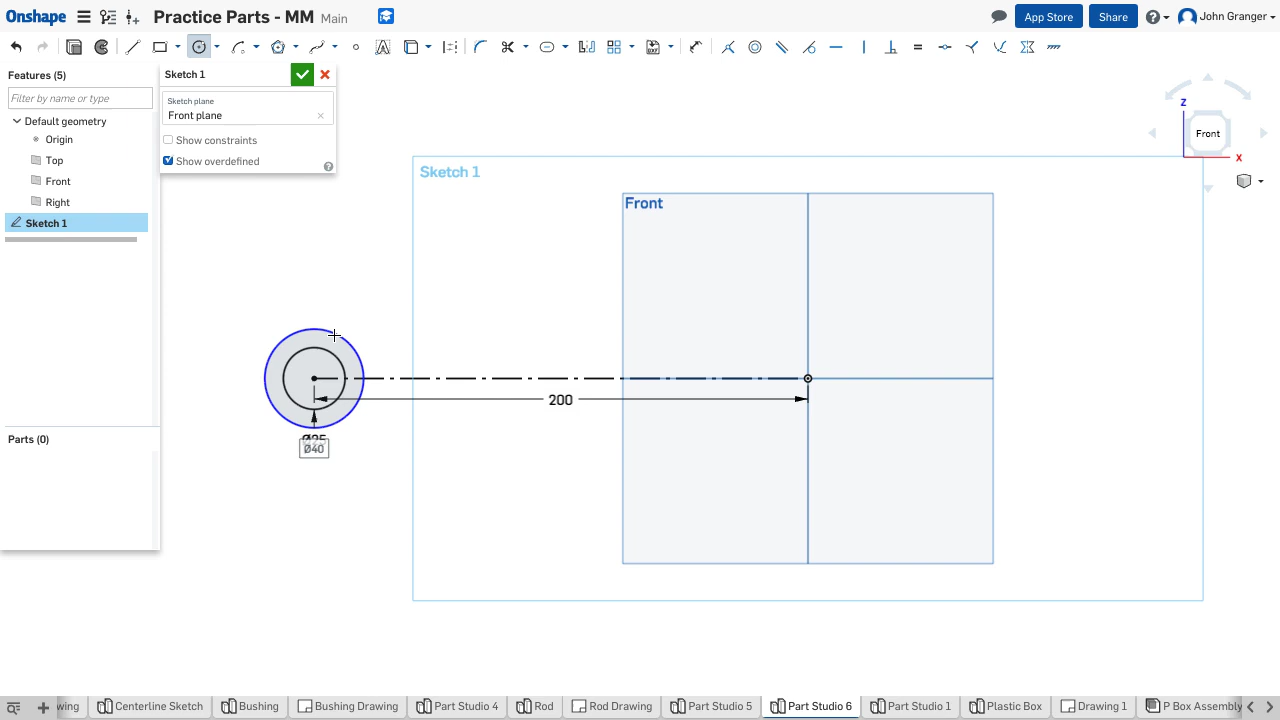 Onshape
Practice Parts - MM Main
App Store
Share
John Granger
Features (5)
Filter by name or type
Default geometry
Origin
Top
Front
Right
Sketch 1
Parts (0)
Sketch 1
Sketch plane
Front plane
Show constraints
Show overdefined
Sketch 1
Front
200
Ø25
Ø40
Z
Front
X
wing
Centerline Sketch
Bushing
Bushing Drawing
Part Studio 4
Rod
Rod Drawing
Part Studio 5
Part Studio 6
Part Studio 1
Plastic Box
Drawing 1
P Box Assembly